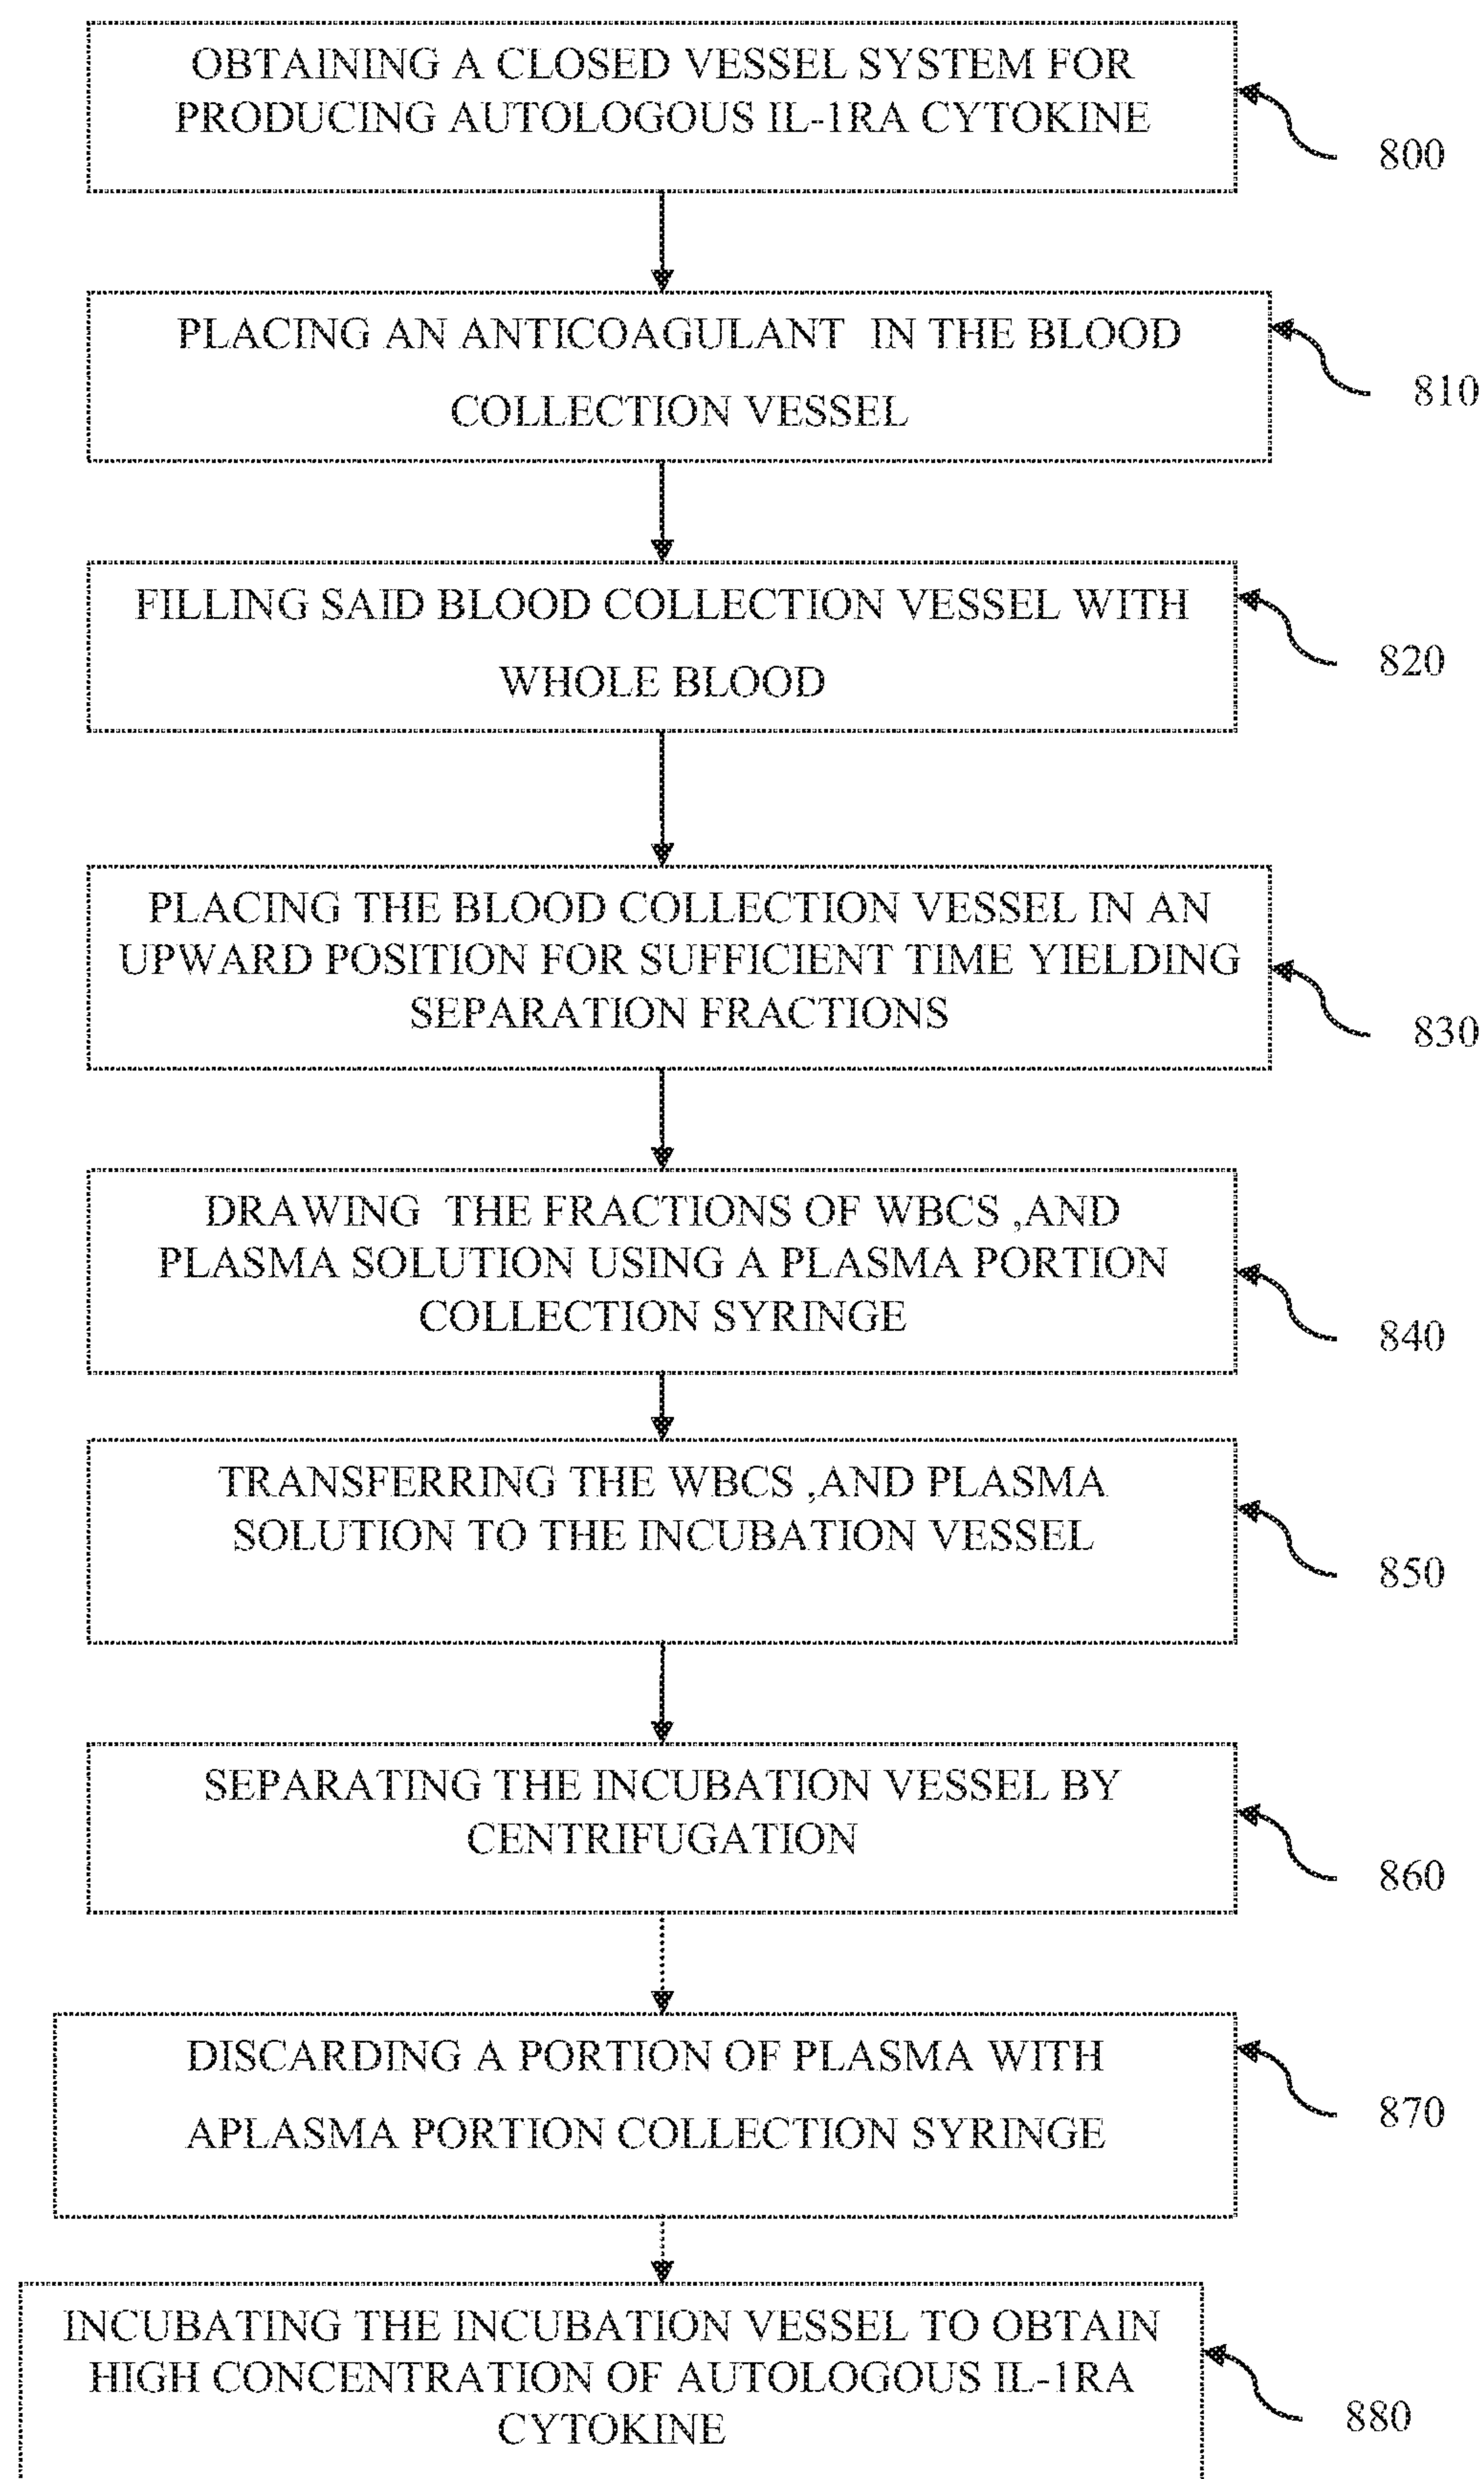 OBTAINING A CLOSED VESSEL SYSTEM FOR
PRODUCING AUTOLOGOUS IL-1RA CYTOKINE
800
PLACING AN ANTICOAGULANT IN THE BLOOD
COLLECTION VESSEL
810
FILLING SAID BLOOD COLLECTION VESSEL WITH
WHOLE BLOOD
820
PLACING THE BLOOD COLLECTION VESSEL IN AN
UPWARD POSITION FOR SUFFICIENT TIME YIELDING
SEPARATION FRACTIONS
830
DRAWING THE FRACTIONS OF WBCS ,AND
PLASMA SOLUTION USING A PLASMA PORTION
COLLECTION SYRINGE
840
TRANSFERRING THE WBCS ,AND PLASMA
SOLUTION TO THE INCUBATION VESSEL
850
SEPARATING THE INCUBATION VESSEL BY
CENTRIFUGATION
860
DISCARDING A PORTION OF PLASMA WITH
APLASMA PORTION COLLECTION SYRINGE
870
INCUBATING THE INCUBATION VESSEL TO OBTAIN
HIGH CONCENTRATION OF AUTOLOGOUS IL-1RA
CYTOKINE
880